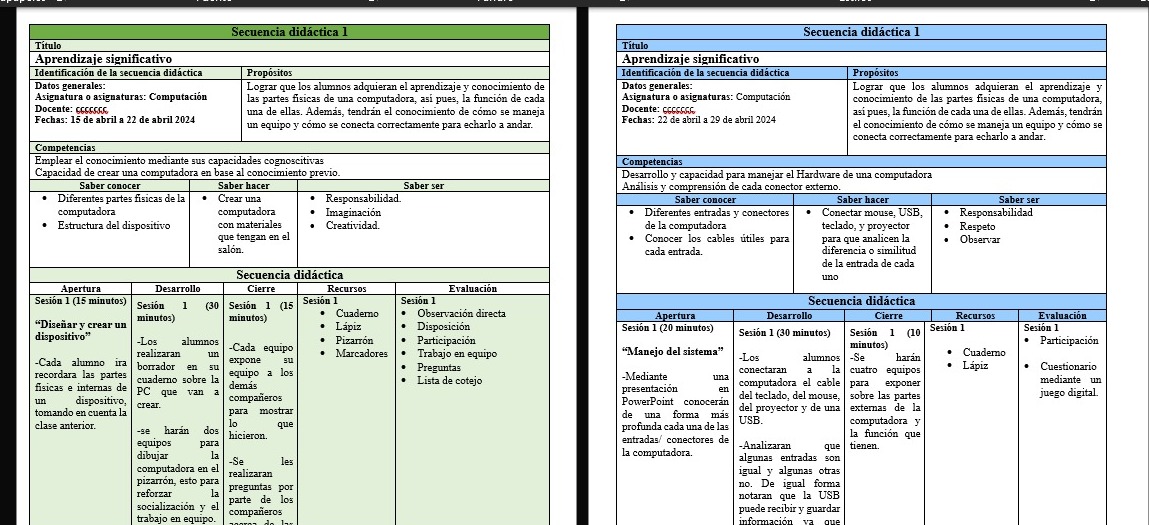 Secuencia didáctica 1
Título
Aprendizaje significativo
Identificación de la secuencia didáctica
Propósitos
Datos generales:
Asignatura o asignaturas: Computación
Docente: ççççççç
Fechas: 15 de abril a 22 de abril 2024
Lograr que los alumnos adquieran el aprendizaje y conocimiento de
las partes físicas de una computadora, así pues, la función de cada
una de ellas. Además, tendrán el conocimiento de cómo se maneja
un equipo y cómo se conecta correctamente para echarlo a andar.
Competencias
Emplear el conocimiento mediante sus capacidades cognoscitivas
Capacidad de crear una computadora en base al conocimiento previo.
Saber conocer
Saber hacer
Saber ser
• Diferentes partes físicas de la
computadora
• Estructura del dispositivo
• Crear una
computadora
con materiales
que tengan en el
salón.
• Responsabilidad.
• Imaginación
• Creatividad.
Secuencia didáctica
Apertura
Desarrollo
Cierre
Recursos
Evaluación
Sesión 1 (15 minutos)
“Diseñar y crear un
dispositivo”
-Cada alumno ira
recordara las partes
físicas e internas de
un dispositivo,
tomando en cuenta la
clase anterior.
Sesión 1 (30
minutos)
-Los alumnos
realizaran un
borrador en su
cuaderno sobre la
PC que van a
crear.
-se harán dos
equipos para
dibujar la
computadora en el
pizarrón, esto para
reforzar la
socialización y el
trabajo en equipo.
Sesión 1 (15
minutos)
-Cada equipo
expone su
equipo a los
demás
compañeros
para mostrar
lo que
hicieron.
-Se les
realizaran
preguntas por
parte de los
compañeros
acerca de las
Sesión 1
• Cuaderno
• Lápiz
• Pizarrón
• Marcadores
Sesión 1
• Observación directa
• Disposición
• Participación
• Trabajo en equipo
• Preguntas
• Lista de cotejo
Secuencia didáctica 1
Título
Aprendizaje significativo
Identificación de la secuencia didáctica
Propósitos
Datos generales:
Asignatura o asignaturas: Computación
Docente: ççççççç
Fechas: 22 de abril a 29 de abril 2024
Lograr que los alumnos adquieran el aprendizaje y
conocimiento de las partes físicas de una computadora,
así pues, la función de cada una de ellas. Además, tendrán
el conocimiento de cómo se maneja un equipo y cómo se
conecta correctamente para echarlo a andar.
Competencias
Desarrollo y capacidad para manejar el Hardware de una computadora
Análisis y comprensión de cada conector externo.
Saber conocer
Saber hacer
Saber ser
• Diferentes entradas y conectores
de la computadora
• Conocer los cables útiles para
cada entrada.
• Conectar mouse, USB,
teclado, y proyector
para que analicen la
diferencia o similitud
de la entrada de cada
uno
• Responsabilidad
• Respeto
• Observar
Secuencia didáctica
Apertura
Desarrollo
Cierre
Recursos
Evaluación
Sesión 1 (20 minutos)
“Manejo del sistema”
-Mediante una
presentación en
PowerPoint conocerán
de una forma más
profunda cada una de las
entradas/ conectores de
la computadora.
Sesión 1 (30 minutos)
-Los alumnos
conectaran a la
computadora el cable
del teclado, del mouse,
del proyector y de una
USB.
-Analizaran que
algunas entradas son
igual y algunas otras
no. De igual forma
notaran que la USB
puede recibir y guardar
información ya que
Sesión 1 (10
minutos)
-Se harán
cuatro equipos
para exponer
sobre las partes
externas de la
computadora y
la función que
tienen.
Sesión 1
• Cuaderno
• Lápiz
Sesión 1
• Participación
• Cuestionario
mediante un
juego digital.